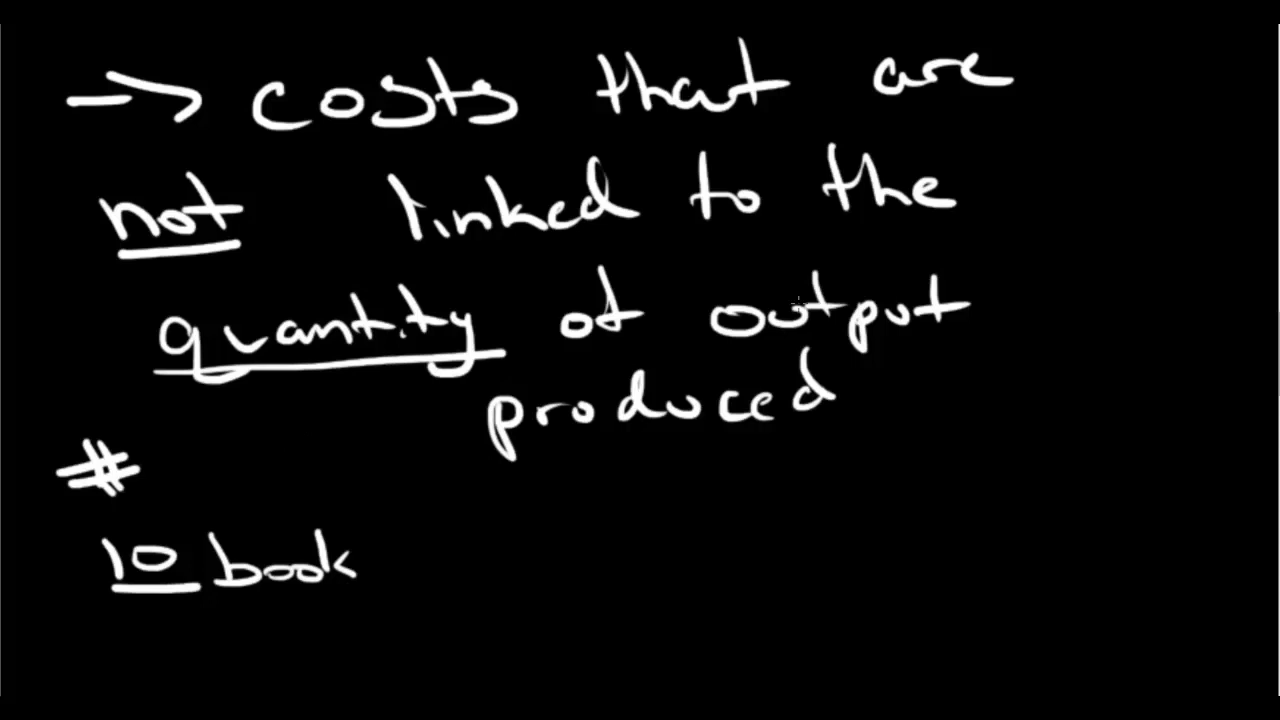 → costs that are
not linked to the
quantity of output
produced
#
10 book